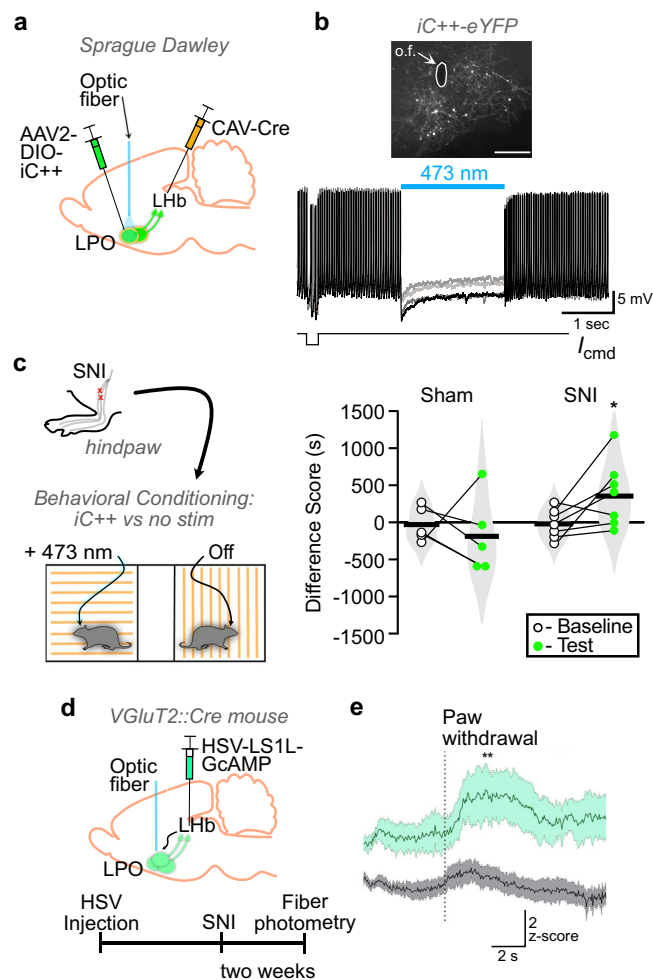 a
Sprague Dawley
Optic
fiber
AAV2-
DIO-
iC++
CAV-Cre
LHb
LPO
b
iC++-eYFP
o.f.
473 nm
5 mV
1 sec
Icmd
c
SNI
x
x
hindpaw
Behavioral Conditioning:
iC++ vs no stim
+ 473 nm
Off
Sham
SNI
*
Difference Score (s)
1500
1000
500
0
-500
-1000
-1500
- Baseline
- Test
d
VGluT2::Cre mouse
HSV-LS1L-
GcAMP
Optic
fiber
LHb
LPO
HSV
Injection
SNI
Fiber
photometry
two weeks
e
Paw
withdrawal
**
2
z-score
2 s